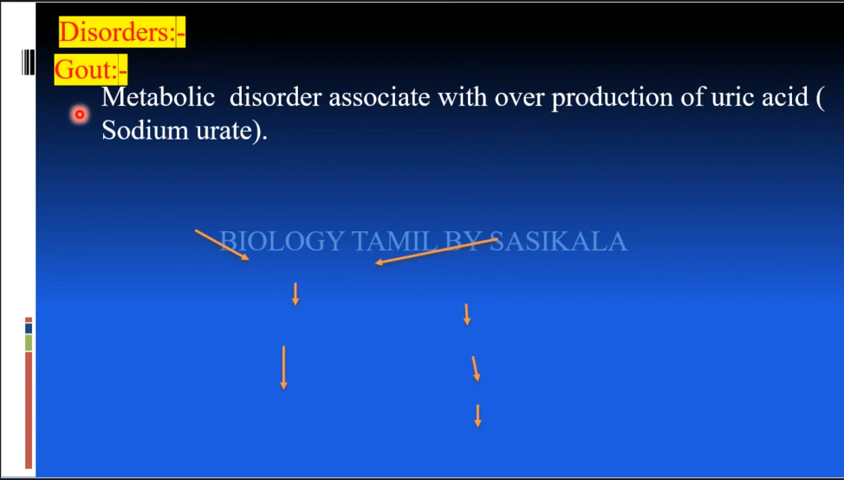 Disorders:-
Gout:-
Metabolic disorder associate with over production of uric acid (
Sodium urate).
BIOLOGY TAMIL BY SASIKALA